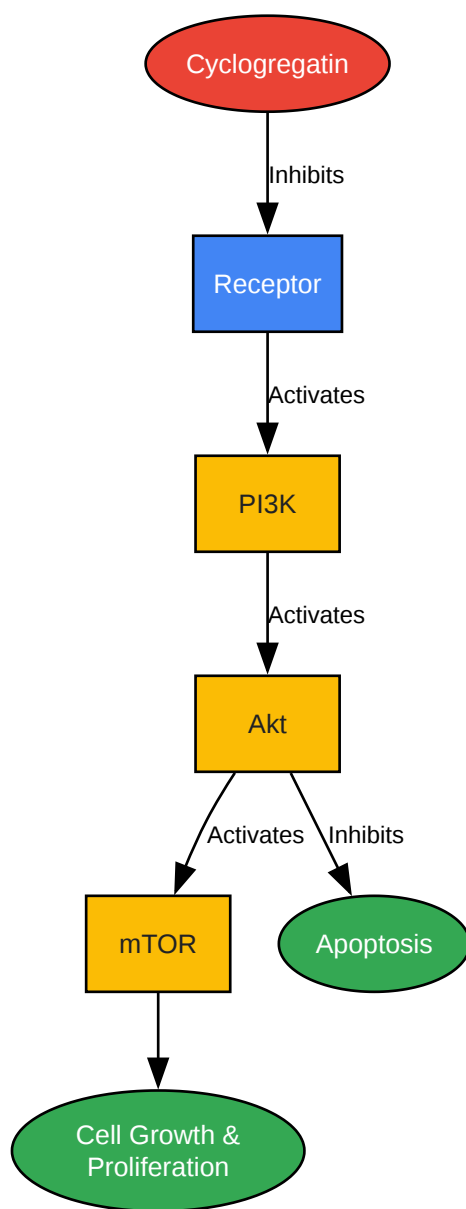 Cyclogregatin
Inhibits
Receptor
Activates
PI3K
Activates
Akt
Activates
Inhibits
mTOR
Apoptosis
Cell Growth &
Proliferation